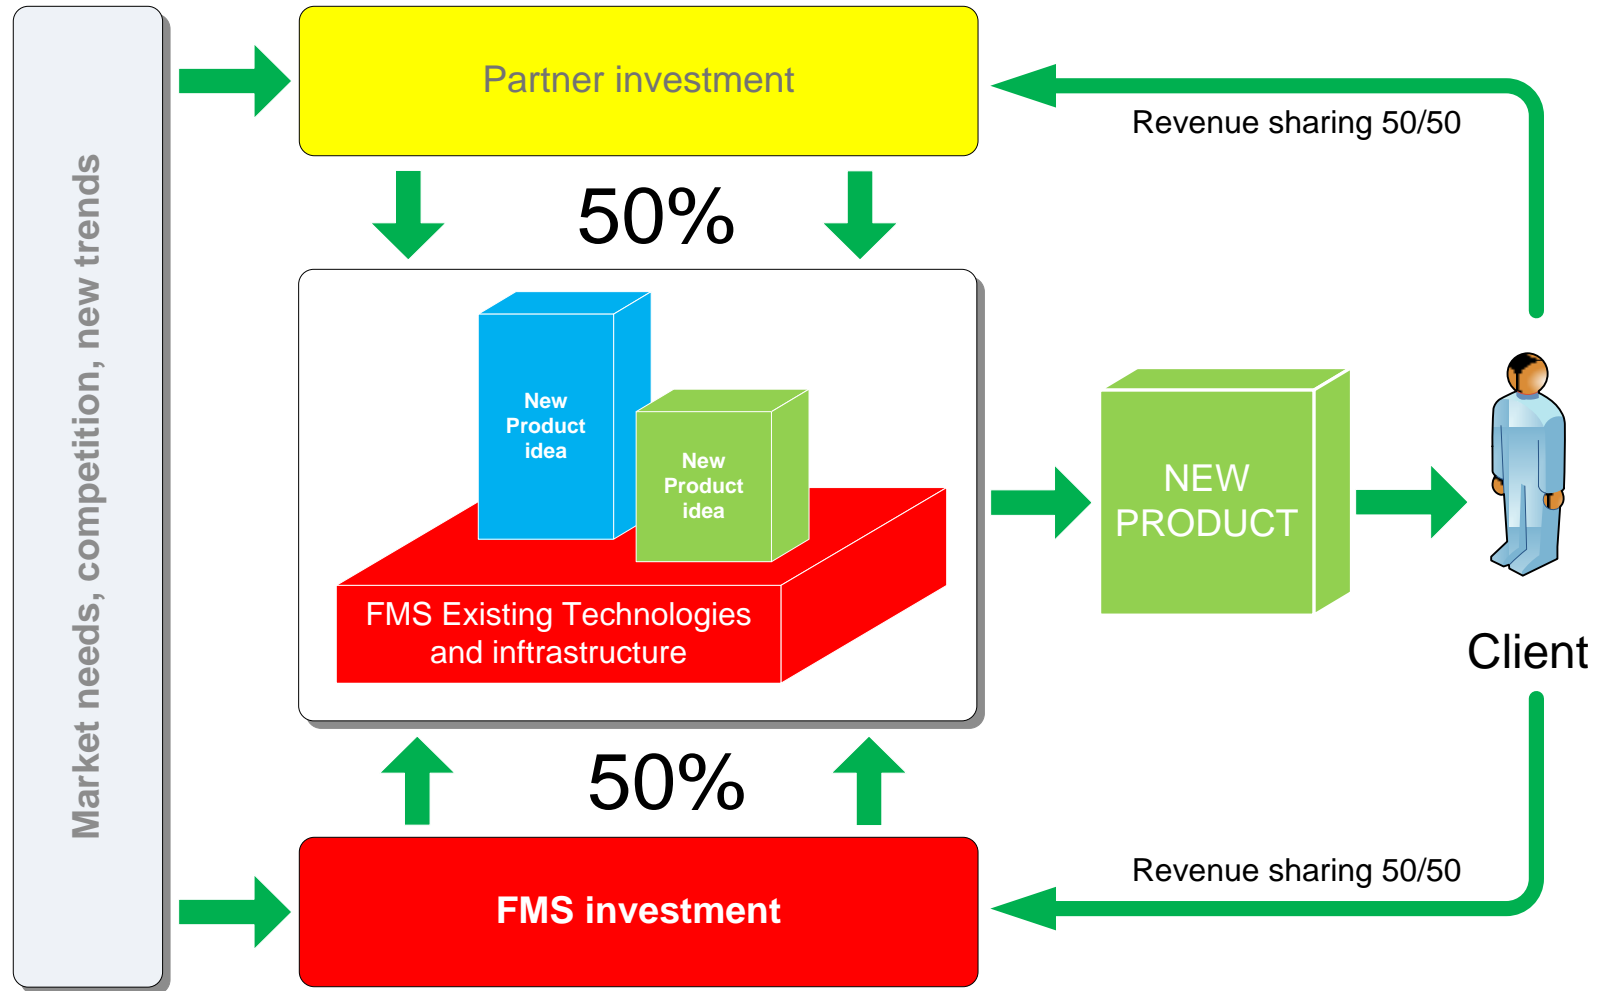 Market needs, competition, new trends
Partner investment
Revenue sharing 50/50
50%
New
Product
idea
New
Product
idea
FMS Existing Technologies
and inftrastructure
NEW
PRODUCT
Client
50%
FMS investment
Revenue sharing 50/50